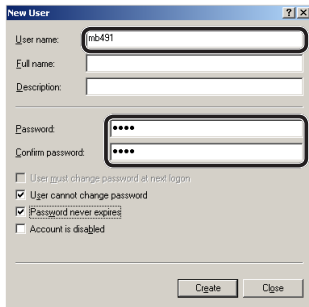 New User
User name: mb491
Full name:
Description:
Password: ••••
Confirm password: ••••
User must change password at next logon
User cannot change password
Password never expires
Account is disabled
Create Close